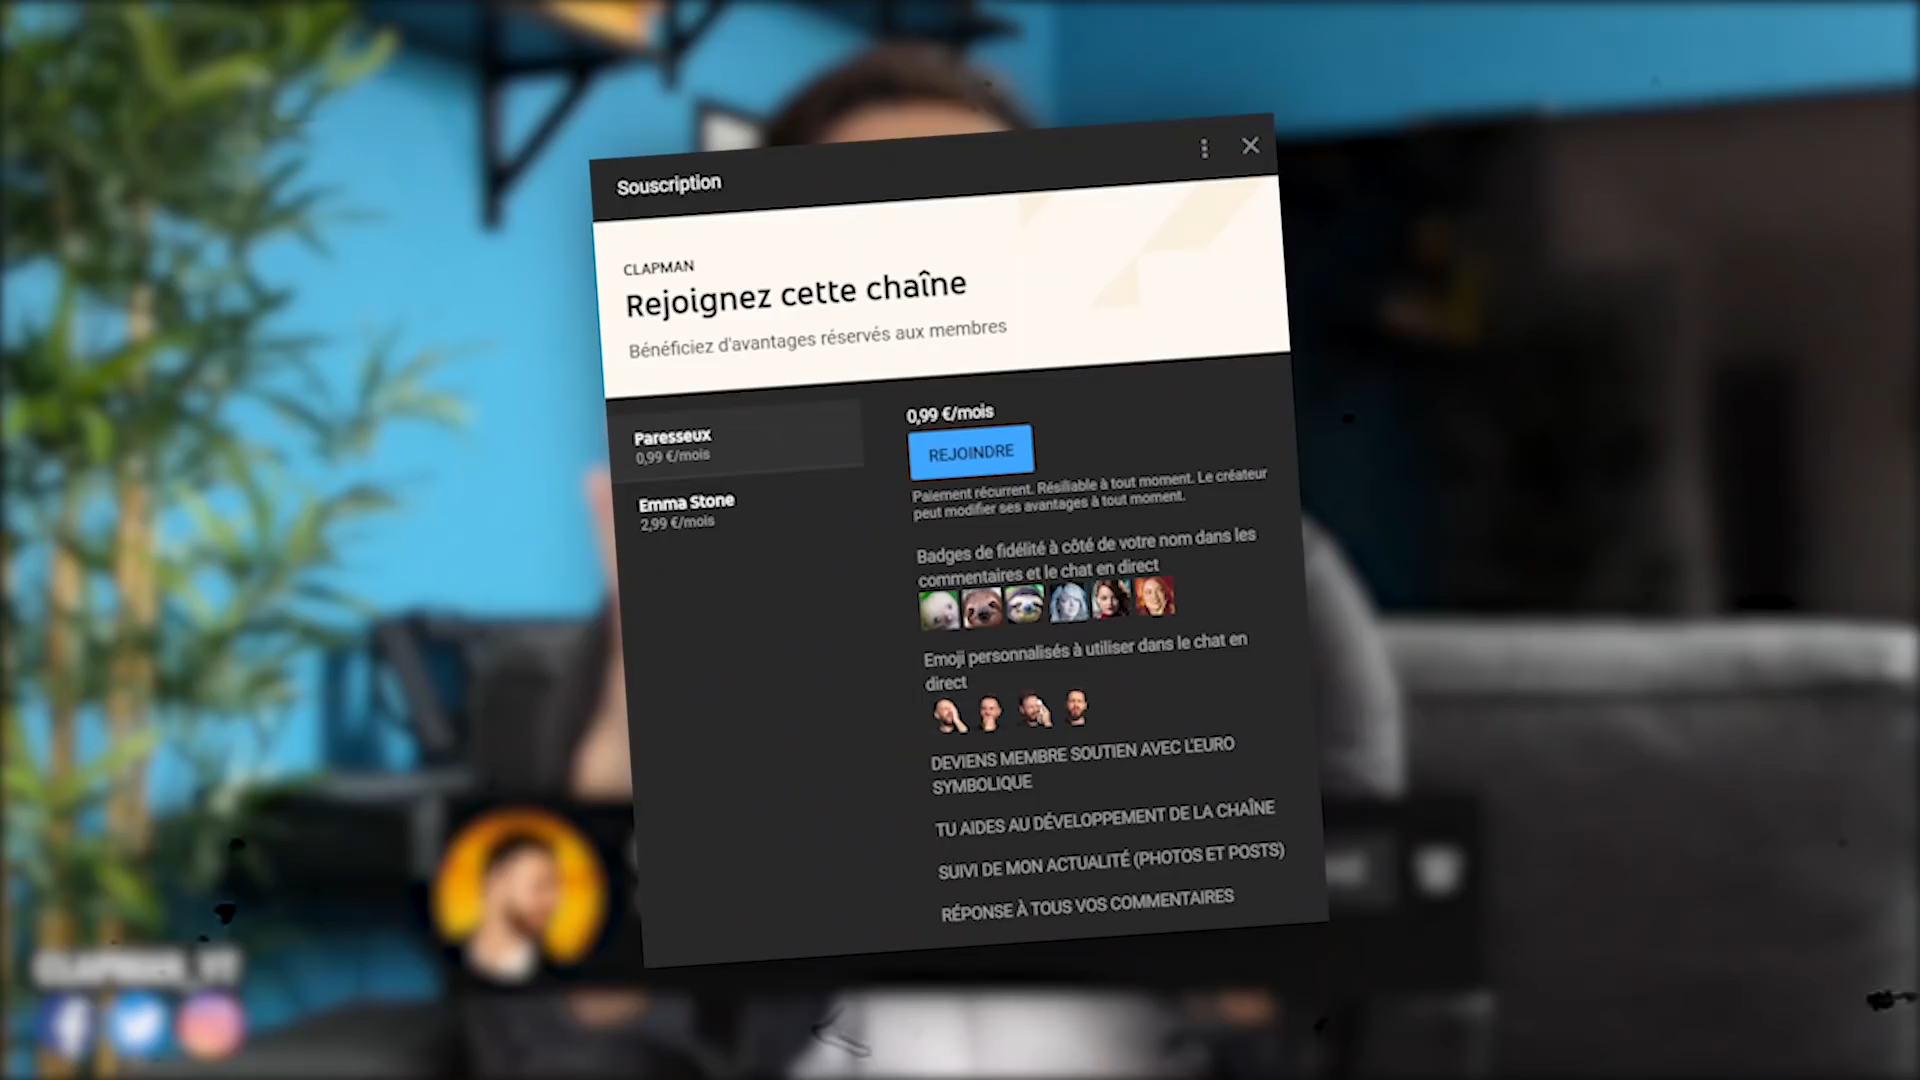 Souscription
CLAPMAN
Rejoignez cette chaîne
Bénéficiez d'avantages réservés aux membres
Paresseux
0,99 €/mois
Emma Stone
2,99 €/mois
0,99 €/mois
REJOINDRE
Paiement récurrent. Résiliable à tout moment. Le créateur
peut modifier ses avantages à tout moment.
Badges de fidélité à côté de votre nom dans les
commentaires et le chat en direct
Emoji personnalisés à utiliser dans le chat en
direct
DEVIENS MEMBRE SOUTIEN AVEC L'EURO
SYMBOLIQUE
TU AIDES AU DÉVELOPPEMENT DE LA CHAÎNE
SUIVI DE MON ACTUALITÉ (PHOTOS ET POSTS)
RÉPONSE À TOUS VOS COMMENTAIRES